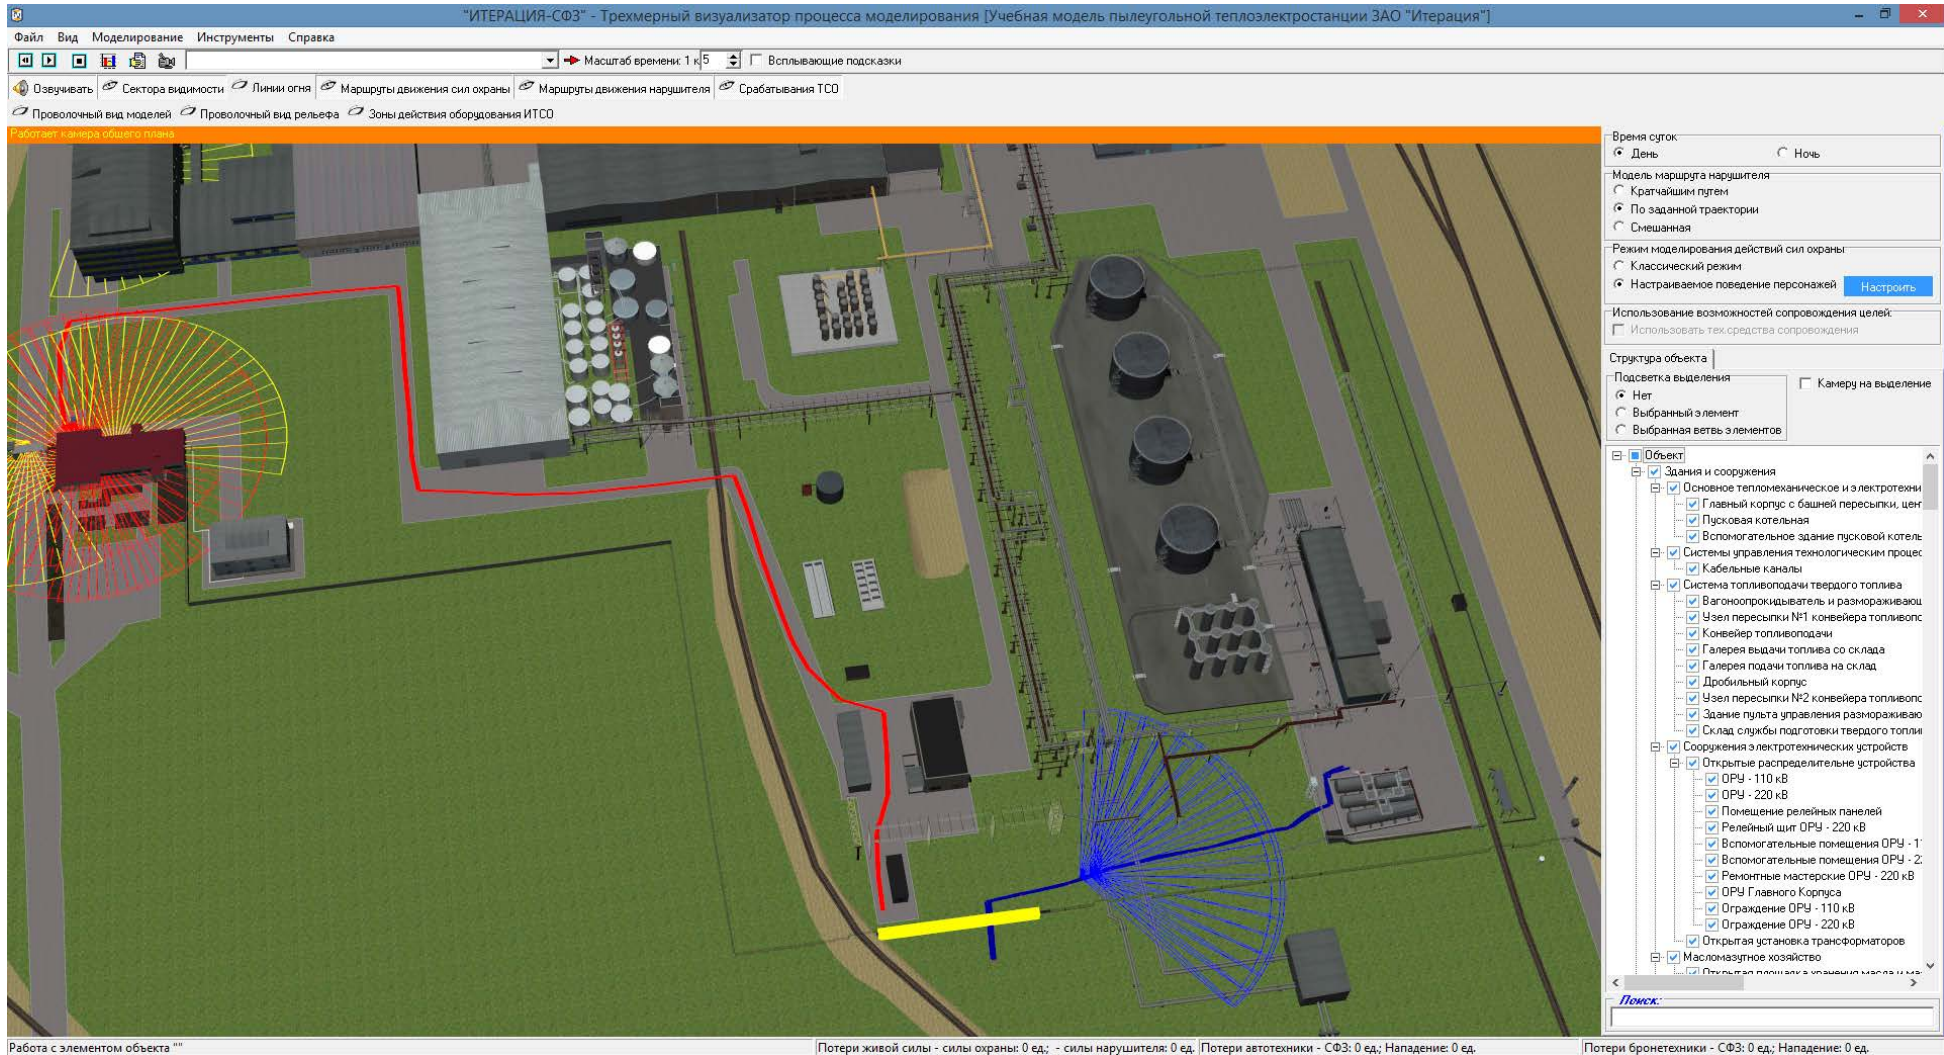 "ИТЕРАЦИЯ-СФЗ" - Трехмерный визуализатор процесса моделирования [Учебная модель пылеугольной теплоэлектростанции ЗАО "Итерация"]
Файл Вид Моделирование Инструменты Справка
Масштаб времени: 1 к 5 Всплывающие подсказки
Озвучивать Сектора видимости Линии огня Маршруты движения сил охраны Маршруты движения нарушителя Срабатывания ТСО
Проволочный вид моделей Проволочный вид рельефа Зоны действия оборудования ИТСО
Работает камера общего плана
Время суток
День Ночь
Модель маршрута нарушителя
Кратчайшим путем
По заданной траектории
Смешанная
Режим моделирования действий сил охраны
Классический режим
Настраиваемое поведение персонажей Настроить
Использование возможностей сопровождения целей:
Использовать тех.средства сопровождения
Структура объекта
Подсветка выделения
Камеру на выделение
Нет
Выбранный элемент
Выбранная ветвь элементов
Объект
Здания и сооружения
Основное тепломеханическое и электротехни
Главный корпус с башней пересыпки, цен
Пусковая котельная
Вспомогательное здание пусковой котель
Системы управления технологическим процес
Кабельные каналы
Система топливоподачи твердого топлива
Вагоноопрокидыватель и размораживающ
Узел пересыпки №1 конвейера топливопо
Конвейер топливоподачи
Галерея выдачи топлива со склада
Галерея подачи топлива на склад
Дробильный корпус
Узел пересыпки №2 конвейера топливопо
Здание пульта управления размораживаю
Склад службы подготовки твердого топли
Сооружения электротехнических устройств
Открытые распределительне устройства
ОРУ - 110 кВ
ОРУ - 220 кВ
Помещение релейных панелей
Релейный щит ОРУ - 220 кВ
Вспомогательные помещения ОРУ - 1
Вспомогательные помещения ОРУ - 2
Ремонтные мастерские ОРУ - 220 кВ
ОРУ Главного Корпуса
Ограждение ОРУ - 110 кВ
Ограждение ОРУ - 220 кВ
Открытая установка трансформаторов
Масломазутное хозяйство
Открытая площадка хранения масла и ма
Поиск:
Работа с элементом объекта "" Потери живой силы - силы охраны: 0 ед.; - силы нарушителя: 0 ед. Потери автотехники - СФЗ: 0 ед.; Нападение: 0 ед. Потери бронетехники - СФЗ: 0 ед.; Нападение: 0 ед.